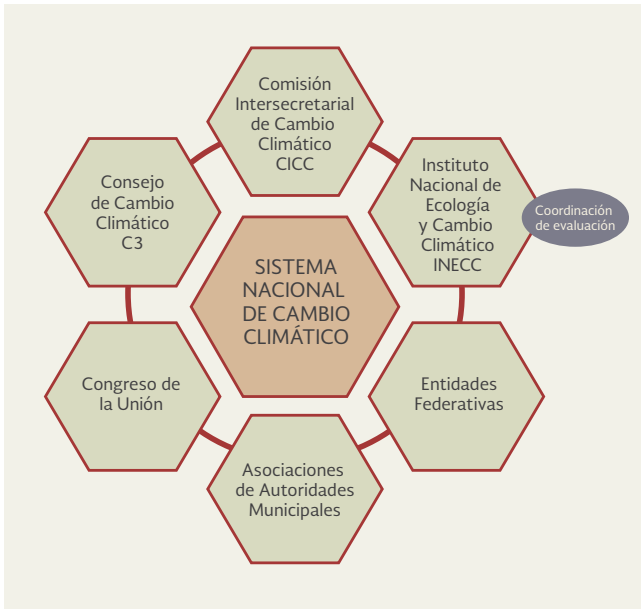 Comisión
Intersecretarial
de Cambio
Climático
CICC
Instituto
Nacional de
Ecología
y Cambio
Climático
INECC
Coordinación
de evaluación
Consejo
de Cambio
Climático
C3
SISTEMA
NACIONAL
DE CAMBIO
CLIMÁTICO
Congreso de
la Unión
Entidades
Federativas
Asociaciones
de Autoridades
Municipales